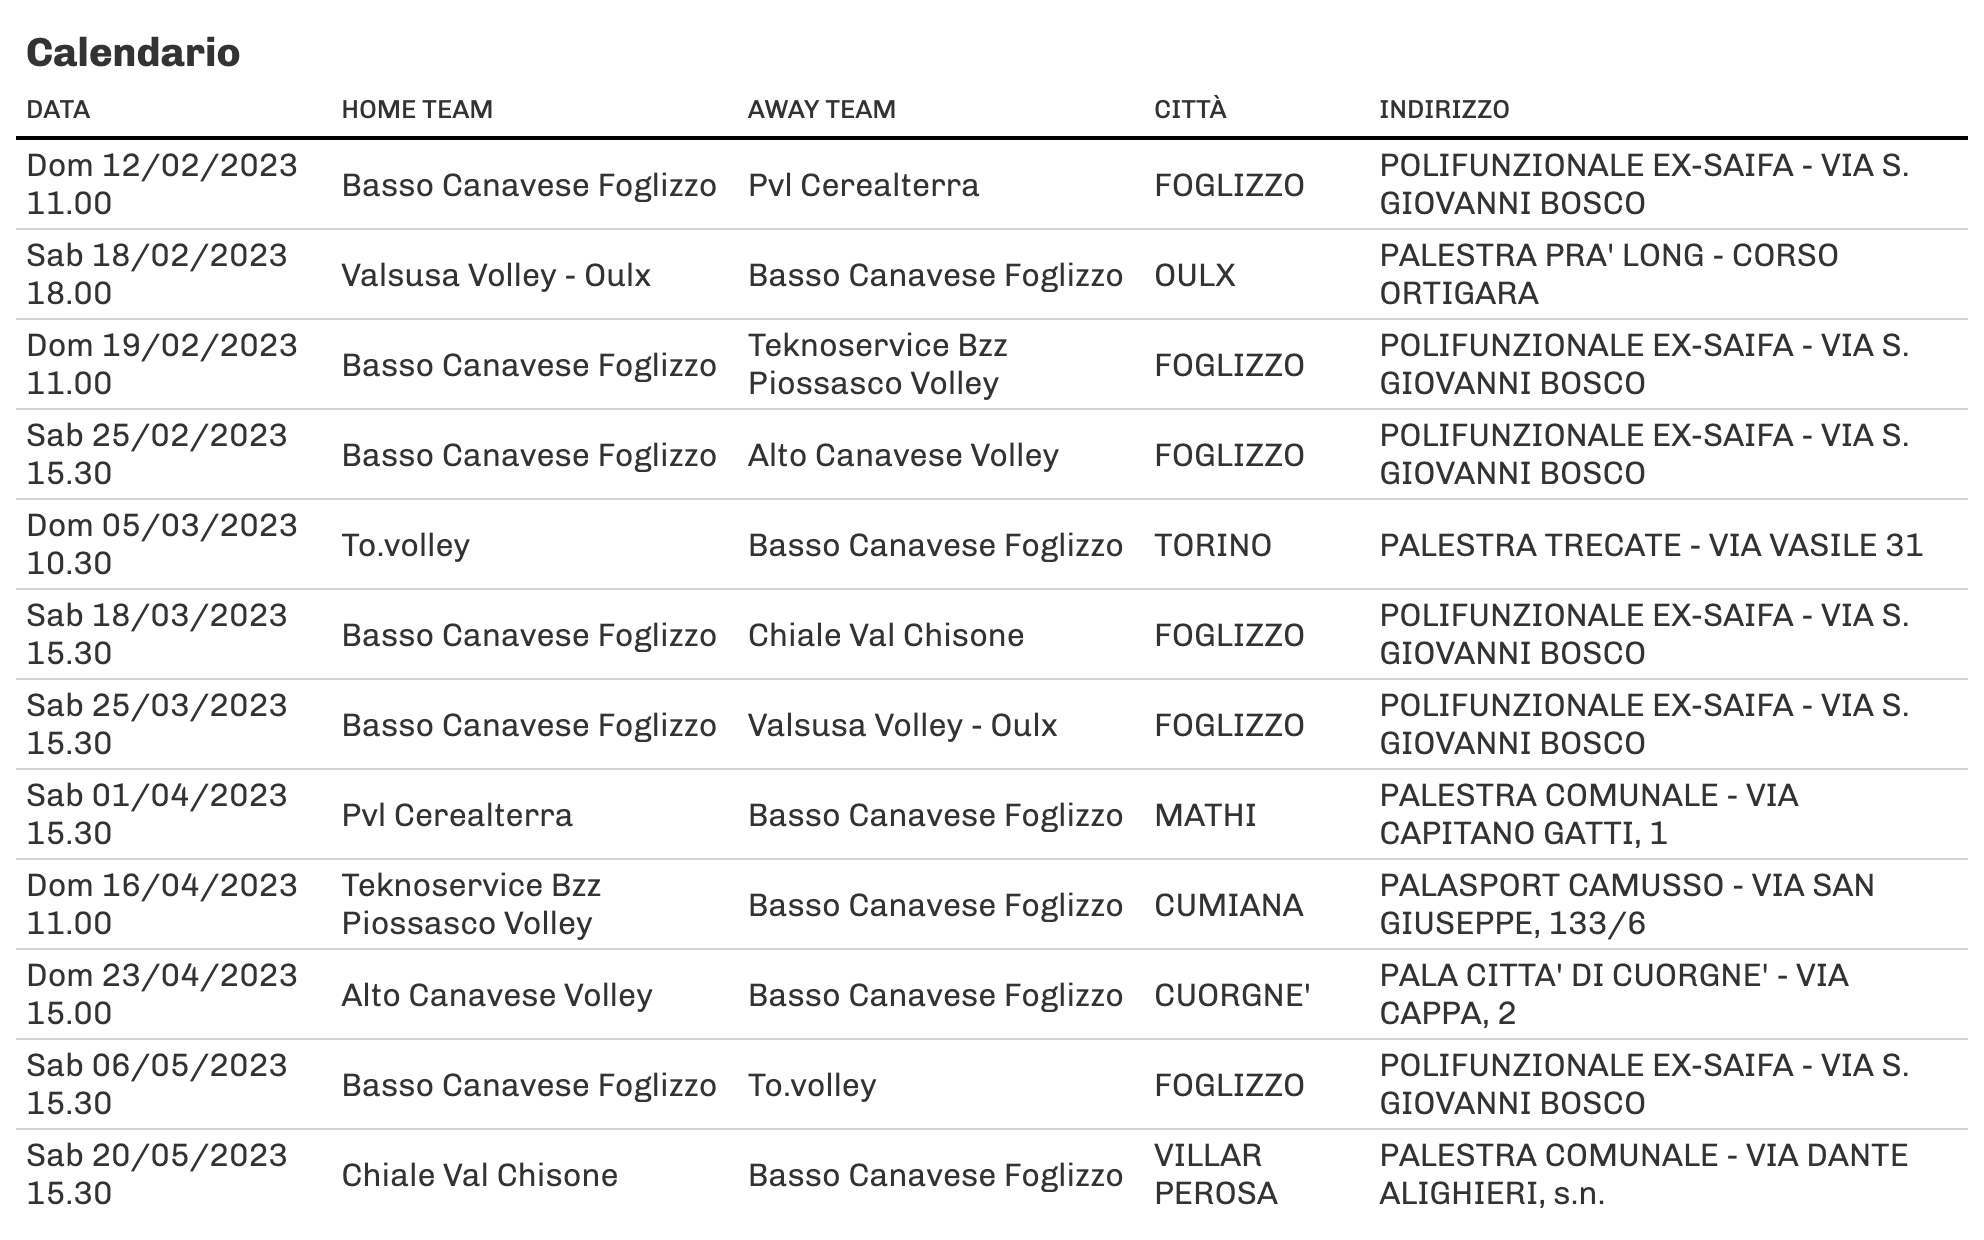 Calendario
DATA HOME TEAM AWAY TEAM CITTÀ INDIRIZZO
Dom 12/02/2023 11.00 Basso Canavese Foglizzo Pvl Cerealterra FOGLIZZO POLIFUNZIONALE EX-SAIFA - VIA S. GIOVANNI BOSCO
Sab 18/02/2023 18.00 Valsusa Volley - Oulx Basso Canavese Foglizzo OULX PALESTRA PRA' LONG - CORSO ORTIGARA
Dom 19/02/2023 11.00 Basso Canavese Foglizzo Teknoservice Bzz Piossasco Volley FOGLIZZO POLIFUNZIONALE EX-SAIFA - VIA S. GIOVANNI BOSCO
Sab 25/02/2023 15.30 Basso Canavese Foglizzo Alto Canavese Volley FOGLIZZO POLIFUNZIONALE EX-SAIFA - VIA S. GIOVANNI BOSCO
Dom 05/03/2023 10.30 To.volley Basso Canavese Foglizzo TORINO PALESTRA TRECATE - VIA VASILE 31
Sab 18/03/2023 15.30 Basso Canavese Foglizzo Chiale Val Chisone FOGLIZZO POLIFUNZIONALE EX-SAIFA - VIA S. GIOVANNI BOSCO
Sab 25/03/2023 15.30 Basso Canavese Foglizzo Valsusa Volley - Oulx FOGLIZZO POLIFUNZIONALE EX-SAIFA - VIA S. GIOVANNI BOSCO
Sab 01/04/2023 15.30 Pvl Cerealterra Basso Canavese Foglizzo MATHI PALESTRA COMUNALE - VIA CAPITANO GATTI, 1
Dom 16/04/2023 11.00 Teknoservice Bzz Piossasco Volley Basso Canavese Foglizzo CUMIANA PALASPORT CAMUSSO - VIA SAN GIUSEPPE, 133/6
Dom 23/04/2023 15.00 Alto Canavese Volley Basso Canavese Foglizzo CUORGNE' PALA CITTA' DI CUORGNE' - VIA CAPPA, 2
Sab 06/05/2023 15.30 Basso Canavese Foglizzo To.volley FOGLIZZO POLIFUNZIONALE EX-SAIFA - VIA S. GIOVANNI BOSCO
Sab 20/05/2023 15.30 Chiale Val Chisone Basso Canavese Foglizzo VILLAR PEROSA PALESTRA COMUNALE - VIA DANTE ALIGHIERI, s.n.